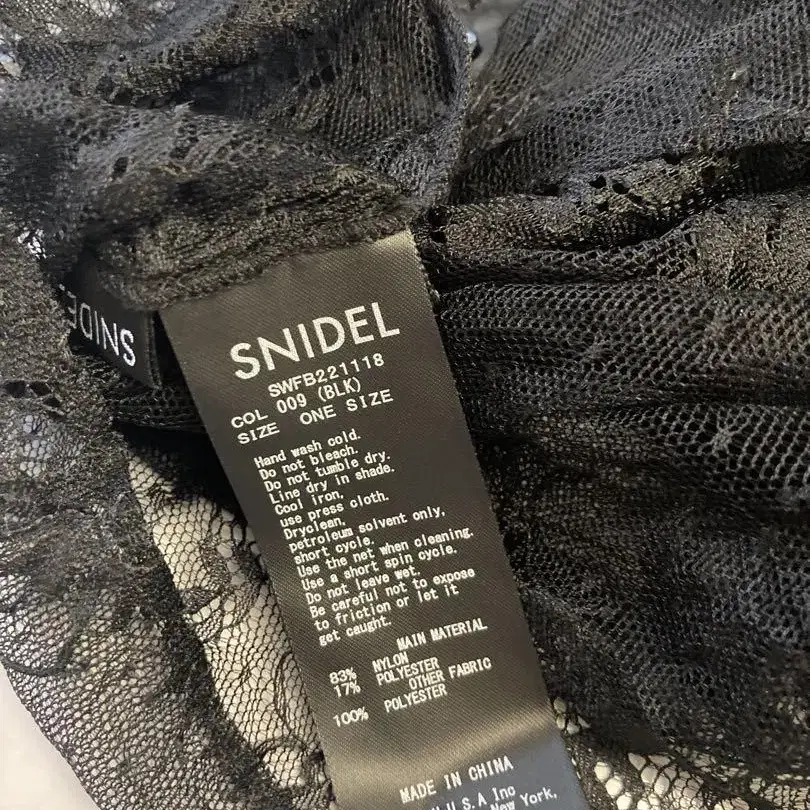 SNIDEL
SNIDEL
SWFB221118
COL 009 (BLK)
SIZE ONE SIZE
Hand wash cold.
Do not bleach.
Do not tumble dry.
Line dry in shade.
Cool iron,
use press cloth.
Dryclean,
petroleum solvent only,
short cycle.
Use the net when cleaning.
Use a short spin cycle.
Do not leave wet.
Be careful not to expose
to friction or let it
get caught.
MAIN MATERIAL
83% NYLON
17% POLYESTER
OTHER FABRIC
100% POLYESTER
MADE IN CHINA
U.S.A Inc
New York,